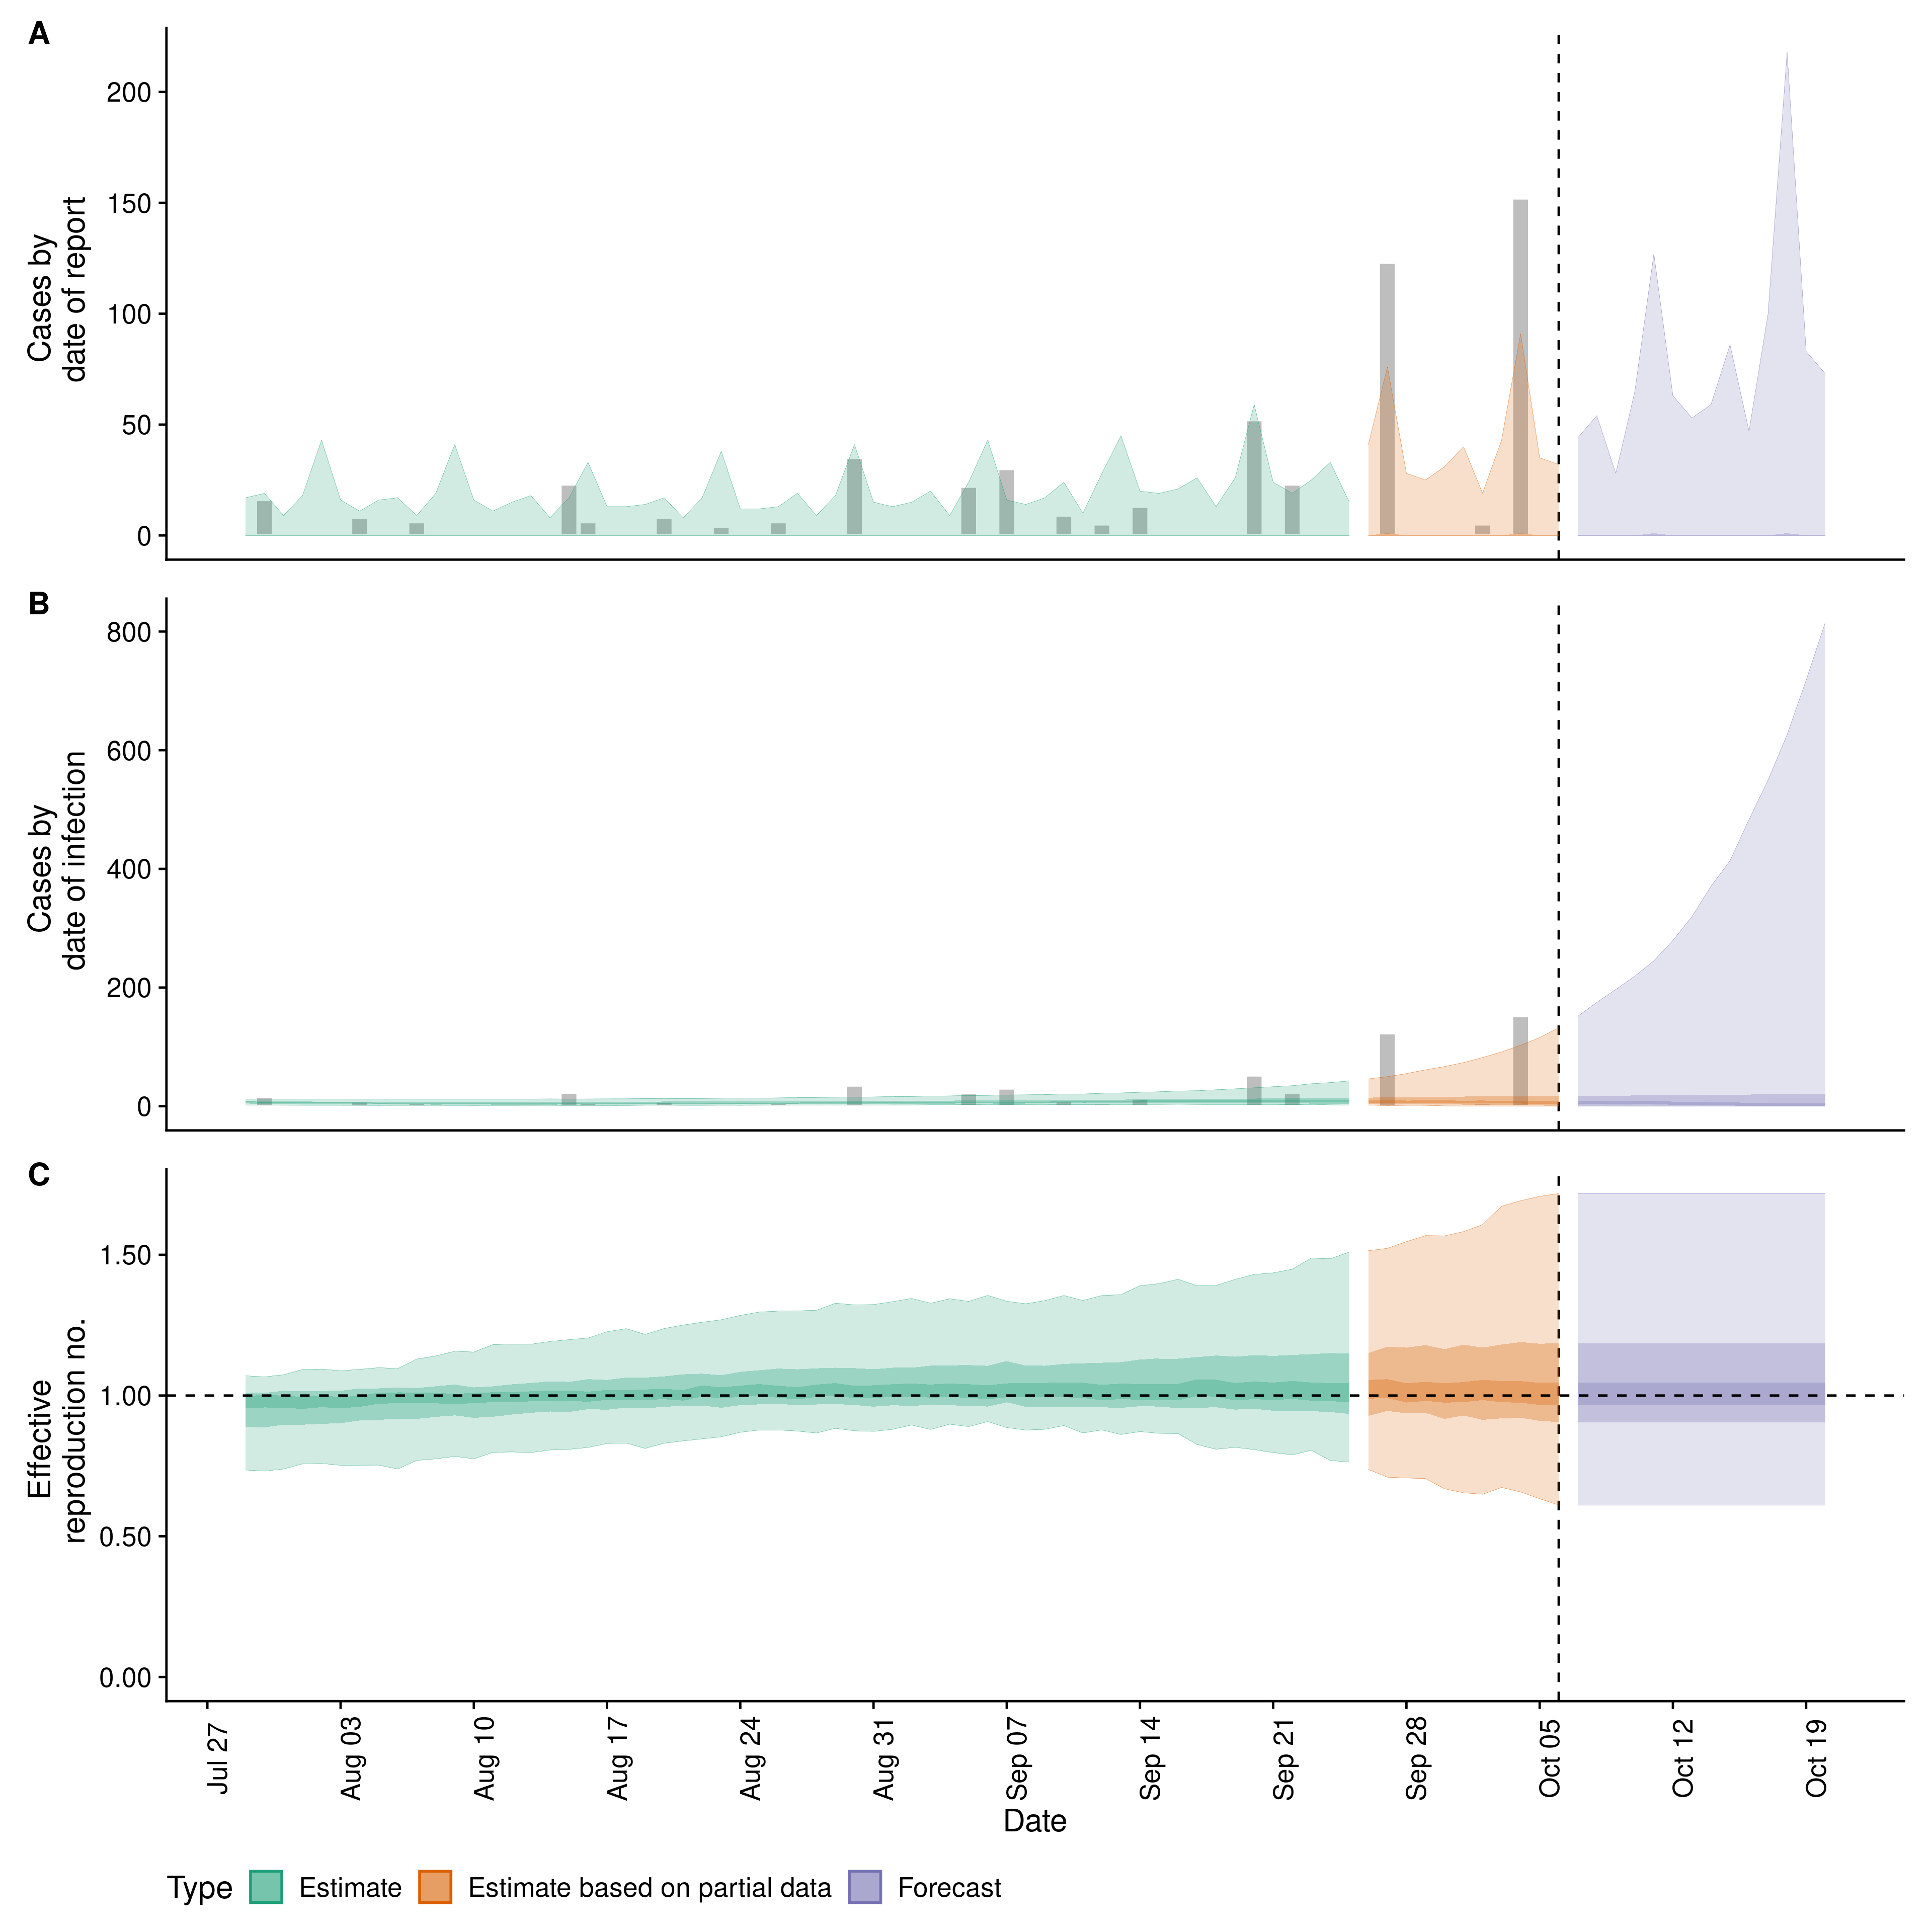 A
Cases by
date of report
200
150
100
50
0
B
Cases by
date of infection
800
600
400
200
0
C
Effective
reproduction no.
1.50
1.00
0.50
0.00
Jul 27
Aug 03
Aug 10
Aug 17
Aug 24
Aug 31
Sep 07
Sep 14
Sep 21
Sep 28
Oct 05
Oct 12
Oct 19
Date
Type Estimate Estimate based on partial data Forecast